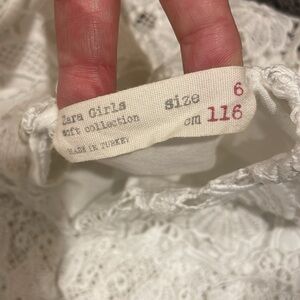 Zara Girls size 6
soft collection cm 116
MADE IN TURKEY